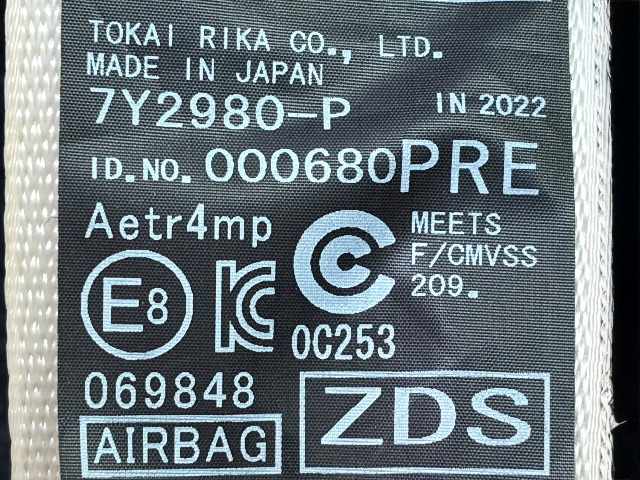 TOKAI RIKA CO., LTD.
MADE IN JAPAN
7Y2980-P IN 2022
ID.NO. 000680PRE
Aetr4mp
MEETS
F/CMVSS
209.
E8 KC C
0C253
069848
AIRBAG
ZDS